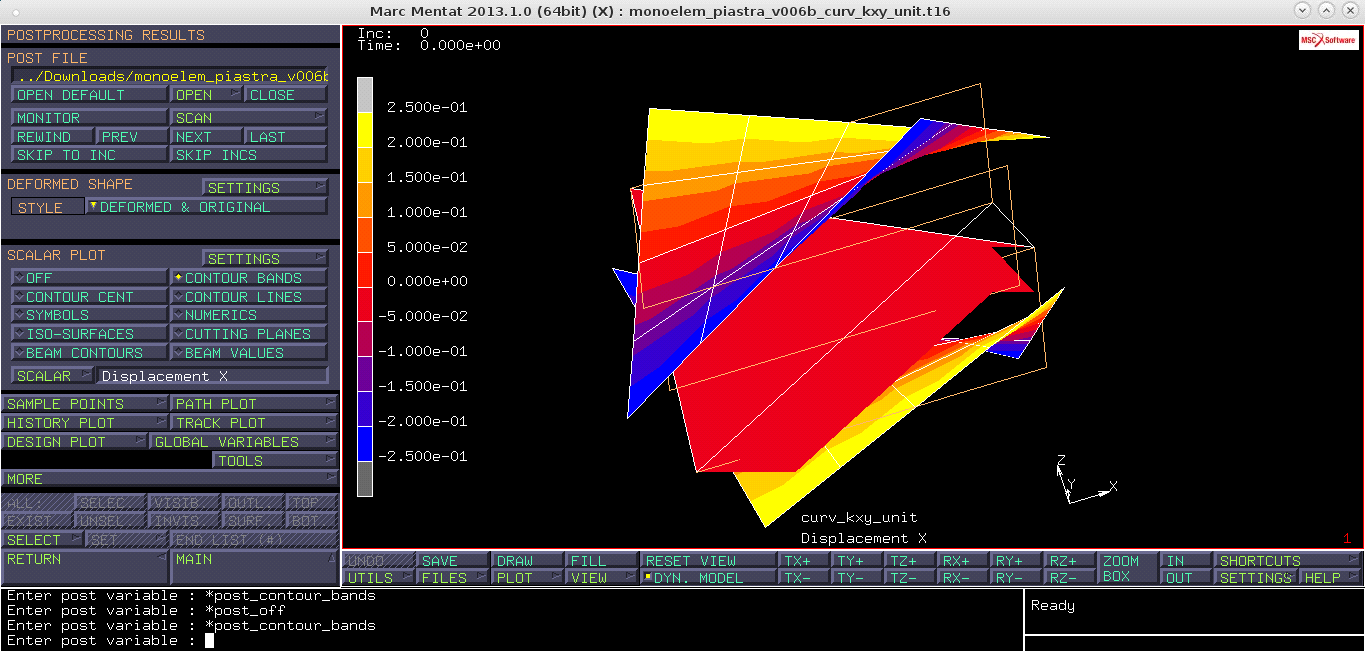 Marc Mentat 2013.1.0 (64bit) (X) : monoelem_piastra_v006b_curv_kxy_unit.t16
POSTPROCESSING RESULTS
POST FILE
../Downloads/monoelem_piastra_v006b
OPEN DEFAULT OPEN CLOSE
MONITOR SCAN
REWIND PREV NEXT LAST
SKIP TO INC SKIP INCS
DEFORMED SHAPE SETTINGS
STYLE DEFORMED & ORIGINAL
SCALAR PLOT SETTINGS
OFF CONTOUR BANDS
CONTOUR CENT CONTOUR LINES
SYMBOLS NUMERICS
ISO-SURFACES CUTTING PLANES
BEAM CONTOURS BEAM VALUES
SCALAR Displacement X
SAMPLE POINTS PATH PLOT
HISTORY PLOT TRACK PLOT
DESIGN PLOT GLOBAL VARIABLES
TOOLS
MORE
ALL: SELEC VISIB OUTL. TOP
EXIST UNSEL INVIS SURF. BOT
SELECT SET END LIST (#)
RETURN MAIN
Inc: 0
Time: 0.000e+00
MSC Software
2.500e-01
2.000e-01
1.500e-01
1.000e-01
5.000e-02
0.000e+00
-5.000e-02
-1.000e-01
-1.500e-01
-2.000e-01
-2.500e-01
Z
Y
X
curv_kxy_unit
Displacement X
1
UNDO SAVE DRAW FILL RESET VIEW TX+ TY+ TZ+ RX+ RY+ RZ+ ZOOM IN SHORTCUTS
UTILS FILES PLOT VIEW DYN. MODEL TX- TY- TZ- RX- RY- RZ- BOX OUT SETTINGS HELP
Enter post variable : *post_contour_bands
Enter post variable : *post_off
Enter post variable : *post_contour_bands
Enter post variable :
Ready